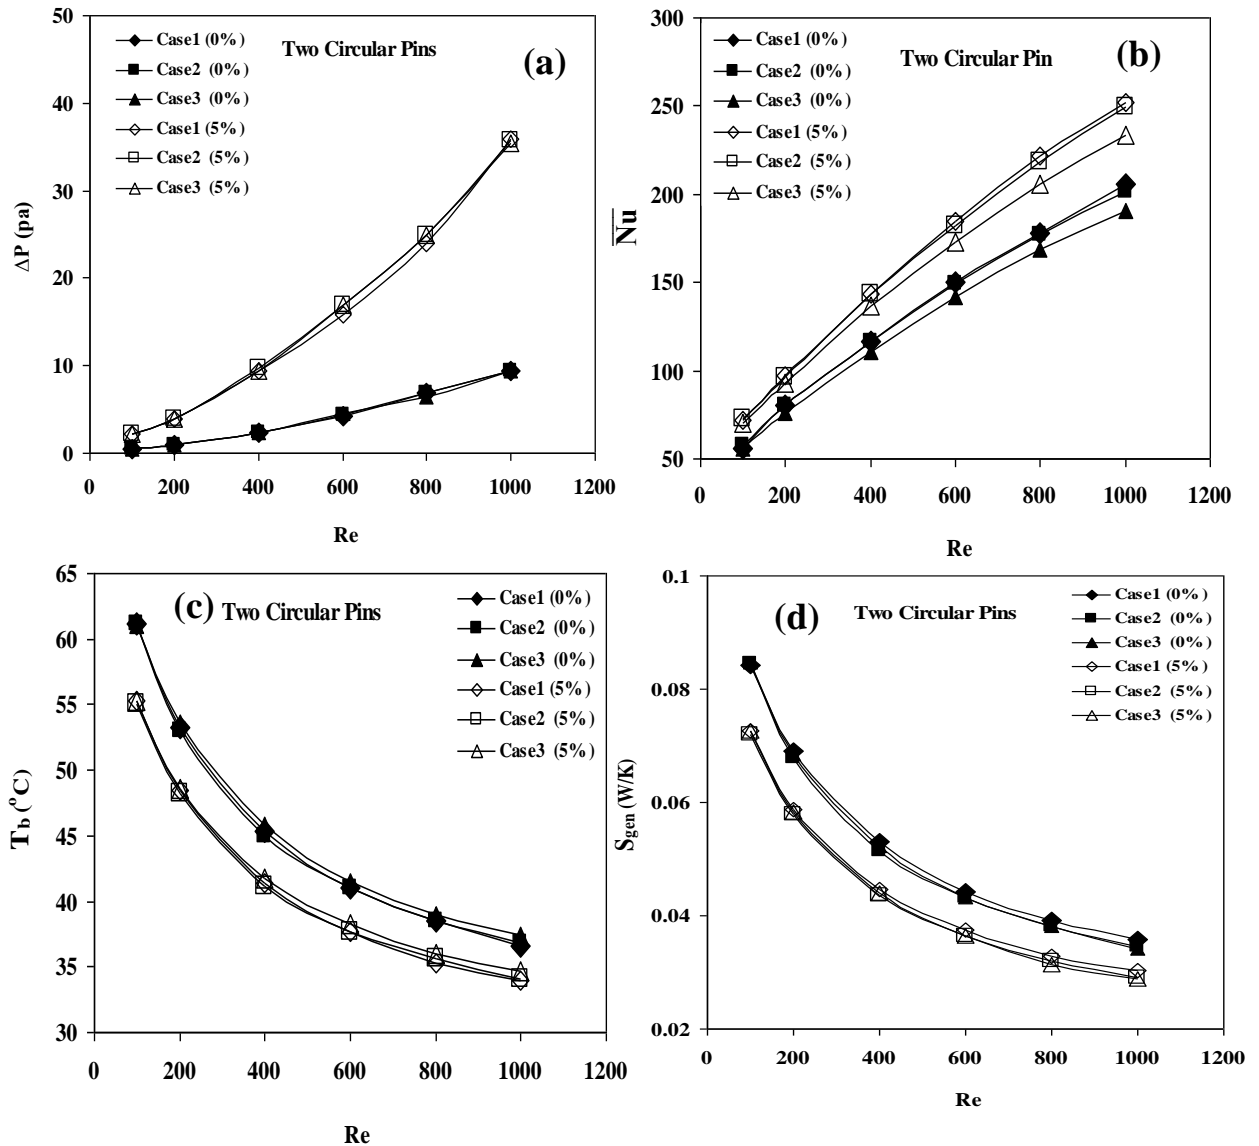 50
40
30
20
10
0
ΔP (pa)
Case1 (0%)
Case2 (0%)
Case3 (0%)
Case1 (5%)
Case2 (5%)
Case3 (5%)
Two Circular Pins
(a)
0 200 400 600 800 1000 1200
Re
300
250
200
150
100
50
Nu
Case1 (0%)
Case2 (0%)
Case3 (0%)
Case1 (5%)
Case2 (5%)
Case3 (5%)
Two Circular Pin
(b)
0 200 400 600 800 1000 1200
Re
65
60
55
50
45
40
35
30
T_b (°C)
(c)
Two Circular Pins
Case1 (0%)
Case2 (0%)
Case3 (0%)
Case1 (5%)
Case2 (5%)
Case3 (5%)
0 200 400 600 800 1000 1200
Re
0.1
0.08
0.06
0.04
0.02
S_gen (W/K)
(d)
Two Circular Pins
Case1 (0%)
Case2 (0%)
Case3 (0%)
Case1 (5%)
Case2 (5%)
Case3 (5%)
0 200 400 600 800 1000 1200
Re